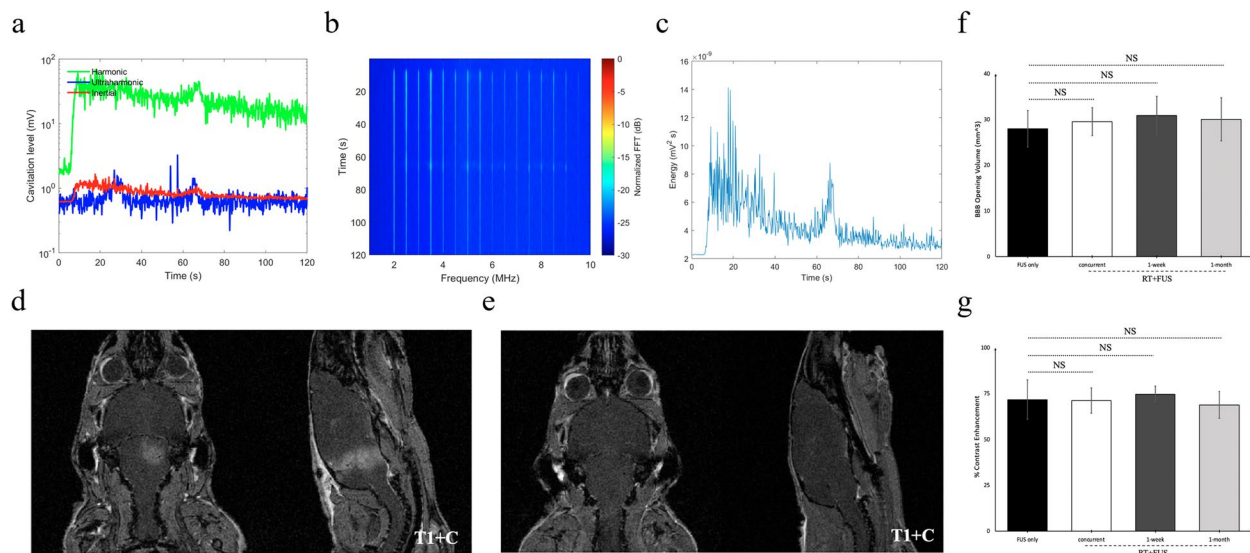 a
Harmonic
Ultraharmonic
Inertial
Cavitation level (mV)
10^2
10^1
10^0
10^-1
0 20 40 60 80 100 120
Time (s)
b
Time (s)
20
40
60
80
100
120
2 4 6 8 10
Frequency (MHz)
0
-5
-10
-15
-20
-25
-30
Normalized FFT (dB)
c
×10^-9
Energy (mV² s)
16
14
12
10
8
6
4
2
0 20 40 60 80 100 120
Time (s)
f
NS
NS
NS
BBB Opening Volume (mm^3)
40
30
20
10
0
FUS only concurrent 1-week 1-month
RT+FUS
d
T1+C
e
T1+C
g
NS
NS
NS
% Contrast Enhancement
100
75
50
25
0
FUS only concurrent 1-week 1-month
RT+FUS